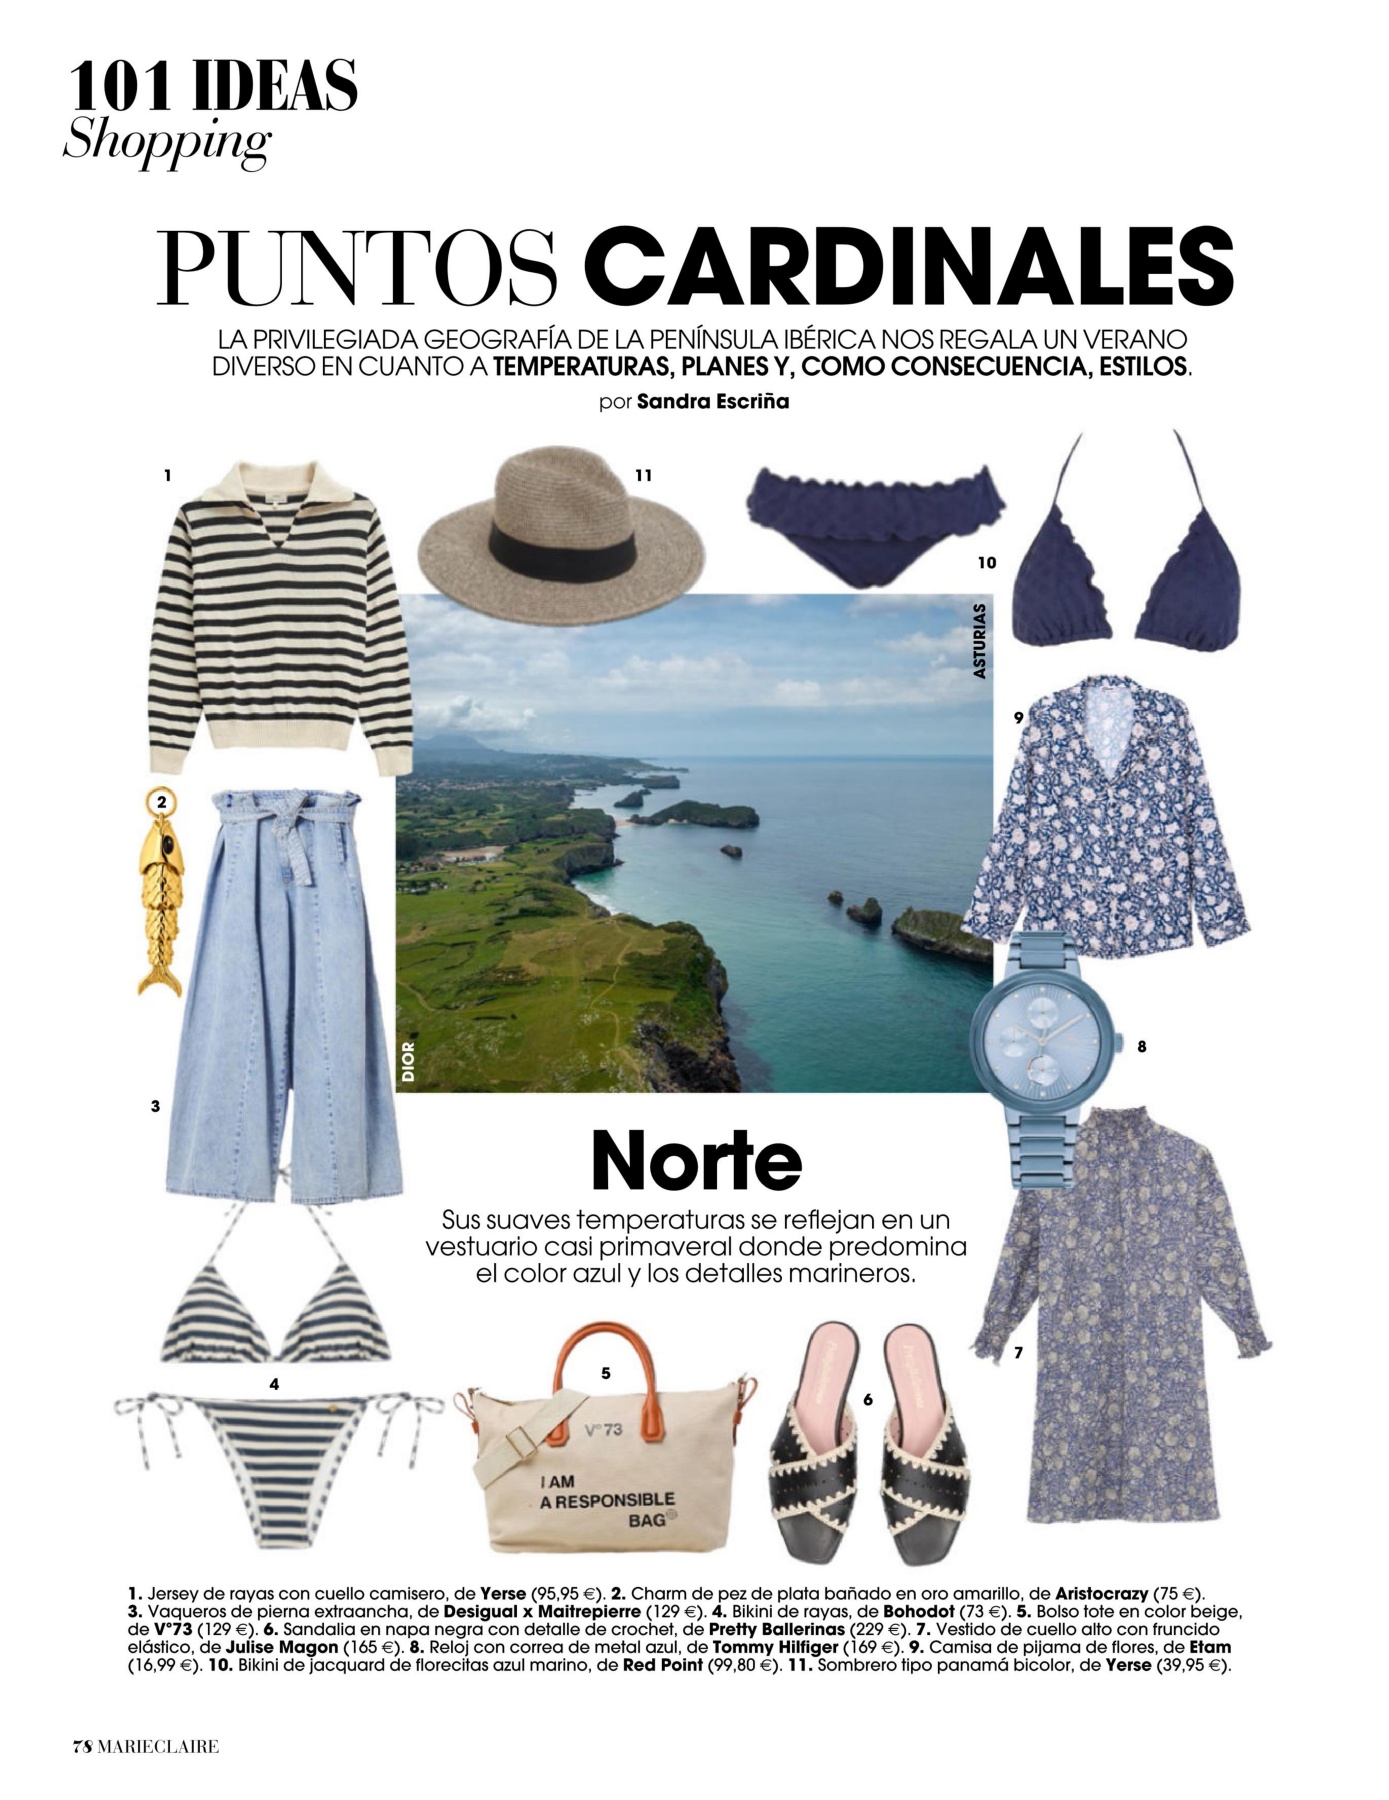 101 IDEAS
Shopping
PUNTOS CARDINALES
LA PRIVILEGIADA GEOGRAFÍA DE LA PENÍNSULA IBÉRICA NOS REGALA UN VERANO
DIVERSO EN CUANTO A TEMPERATURAS, PLANES Y, COMO CONSECUENCIA, ESTILOS.
por Sandra Escriña
1
11
10
ASTURIAS
9
2
8
DIOR
3
Norte
Sus suaves temperaturas se reflejan en un
vestuario casi primaveral donde predomina
el color azul y los detalles marineros.
7
4
5
6
V°73
I AM
A RESPONSIBLE
BAG
1. Jersey de rayas con cuello camisero, de Yerse (95,95 €). 2. Charm de pez de plata bañado en oro amarillo, de Aristocrazy (75 €).
3. Vaqueros de pierna extraancha, de Desigual x Maitrepierre (129 €). 4. Bikini de rayas, de Bohodot (73 €). 5. Bolso tote en color beige,
de V°73 (129 €). 6. Sandalia en napa negra con detalle de crochet, de Pretty Ballerinas (229 €). 7. Vestido de cuello alto con fruncido
elástico, de Julise Magon (165 €). 8. Reloj con correa de metal azul, de Tommy Hilfiger (169 €). 9. Camisa de pijama de flores, de Etam
(16,99 €). 10. Bikini de jacquard de florecitas azul marino, de Red Point (99,80 €). 11. Sombrero tipo panamá bicolor, de Yerse (39,95 €).
78 MARIECLAIRE